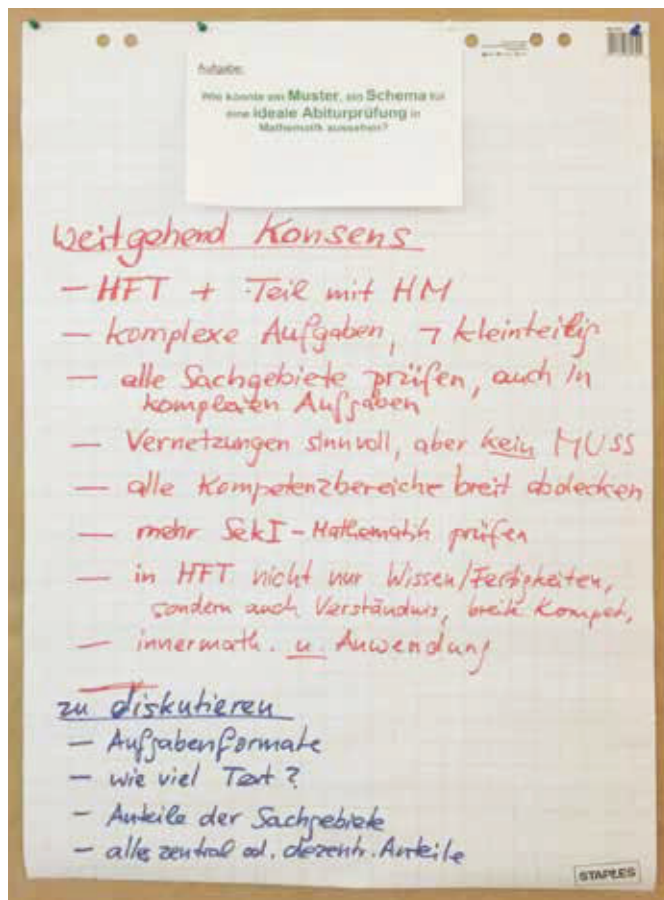 Aufgabe:
Wie könnte ein Muster, ein Schema für
eine ideale Abiturprüfung in
Mathematik aussehen?
weitgehend Konsens
- HFT + Teil mit HM
- komplexe Aufgaben, ¬ kleinteilig
- alle Sachgebiete prüfen, auch in
komplexen Aufgaben
- Vernetzungen sinnvoll, aber kein MUSS
- alle Kompetenzbereiche breit abdecken
- mehr SekI-Mathematik prüfen
- in HFT nicht nur Wissen/Fertigkeiten,
sondern auch Verständnis, breite Kompet.
- innermath. u. Anwendung
zu diskutieren
- Aufgabenformate
- wie viel Text?
- Anteile der Sachgebiete
- alles zentral od. dezentr. Anteile
STAPLES